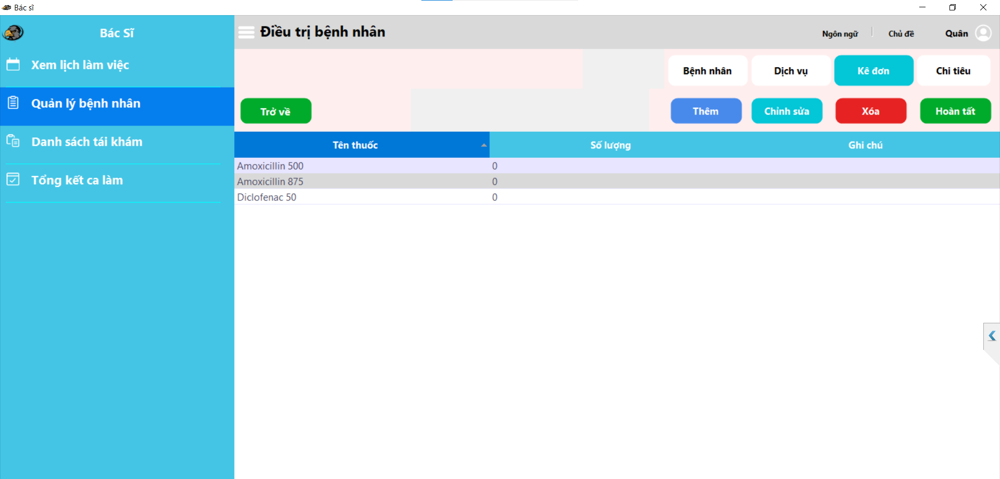 Bác sĩ
Bác Sĩ
Điều trị bệnh nhân
Ngôn ngữ
Chủ đề
Quân
Xem lịch làm việc
Quản lý bệnh nhân
Danh sách tái khám
Tổng kết ca làm
Bệnh nhân
Dịch vụ
Kê đơn
Chi tiêu
Trở về
Thêm
Chỉnh sửa
Xóa
Hoàn tất
Tên thuốc Số lượng Ghi chú
Amoxicillin 500 0
Amoxicillin 875 0
Diclofenac 50 0